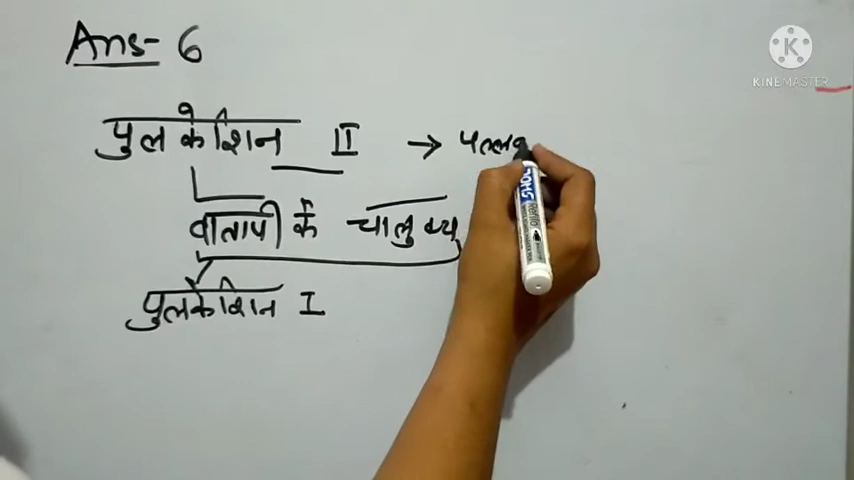 Ans- 6
पुलकेशिन II → पल्लव
वातापी के चालुक्य
पुलकेशिन I
KINEMASTER